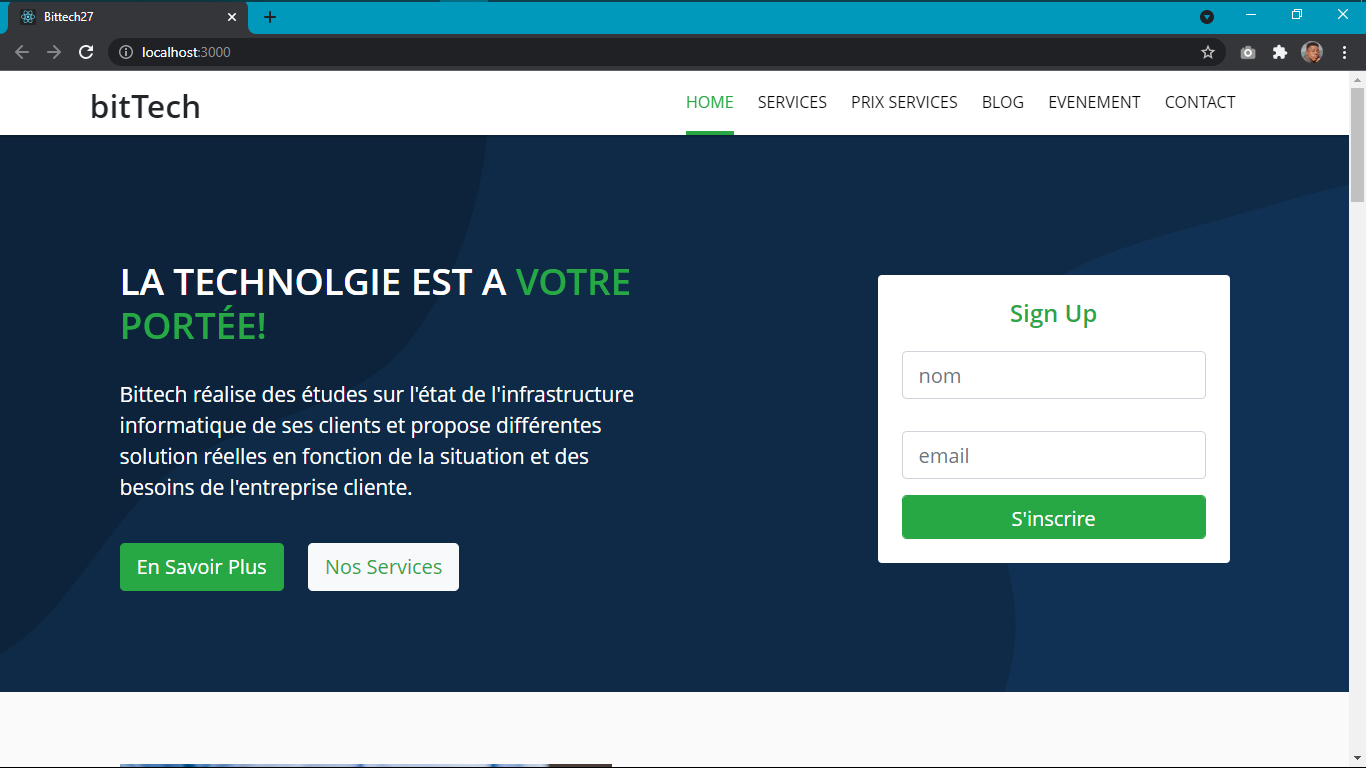 Bittech27
localhost:3000
bitTech
HOME SERVICES PRIX SERVICES BLOG EVENEMENT CONTACT
LA TECHNOLGIE EST A VOTRE
PORTÉE!
Bittech réalise des études sur l'état de l'infrastructure
informatique de ses clients et propose différentes
solution réelles en fonction de la situation et des
besoins de l'entreprise cliente.
En Savoir Plus
Nos Services
Sign Up
nom
email
S'inscrire